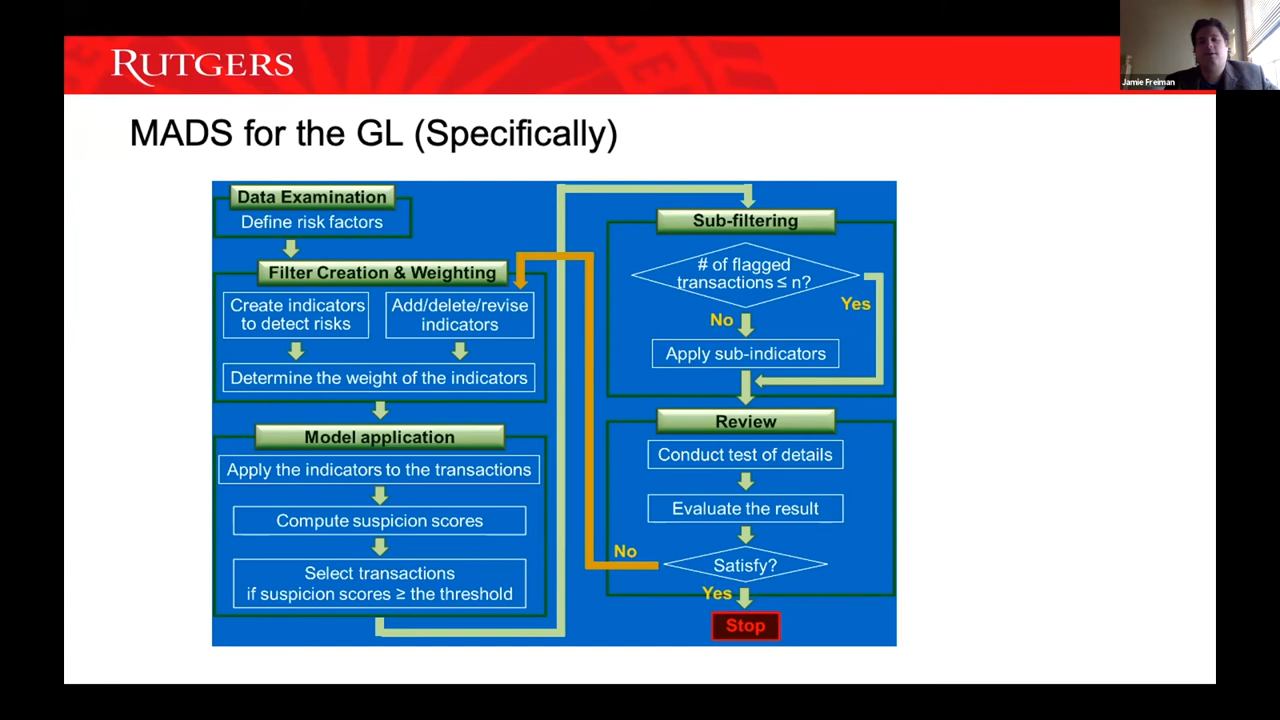 RUTGERS
Jamie Freiman
MADS for the GL (Specifically)
Data Examination
Define risk factors
Filter Creation & Weighting
Create indicators
to detect risks
Add/delete/revise
indicators
Determine the weight of the indicators
Model application
Apply the indicators to the transactions
Compute suspicion scores
Select transactions
if suspicion scores ≥ the threshold
Sub-filtering
# of flagged
transactions ≤ n?
Yes
No
Apply sub-indicators
Review
Conduct test of details
Evaluate the result
Satisfy?
No
Yes
Stop